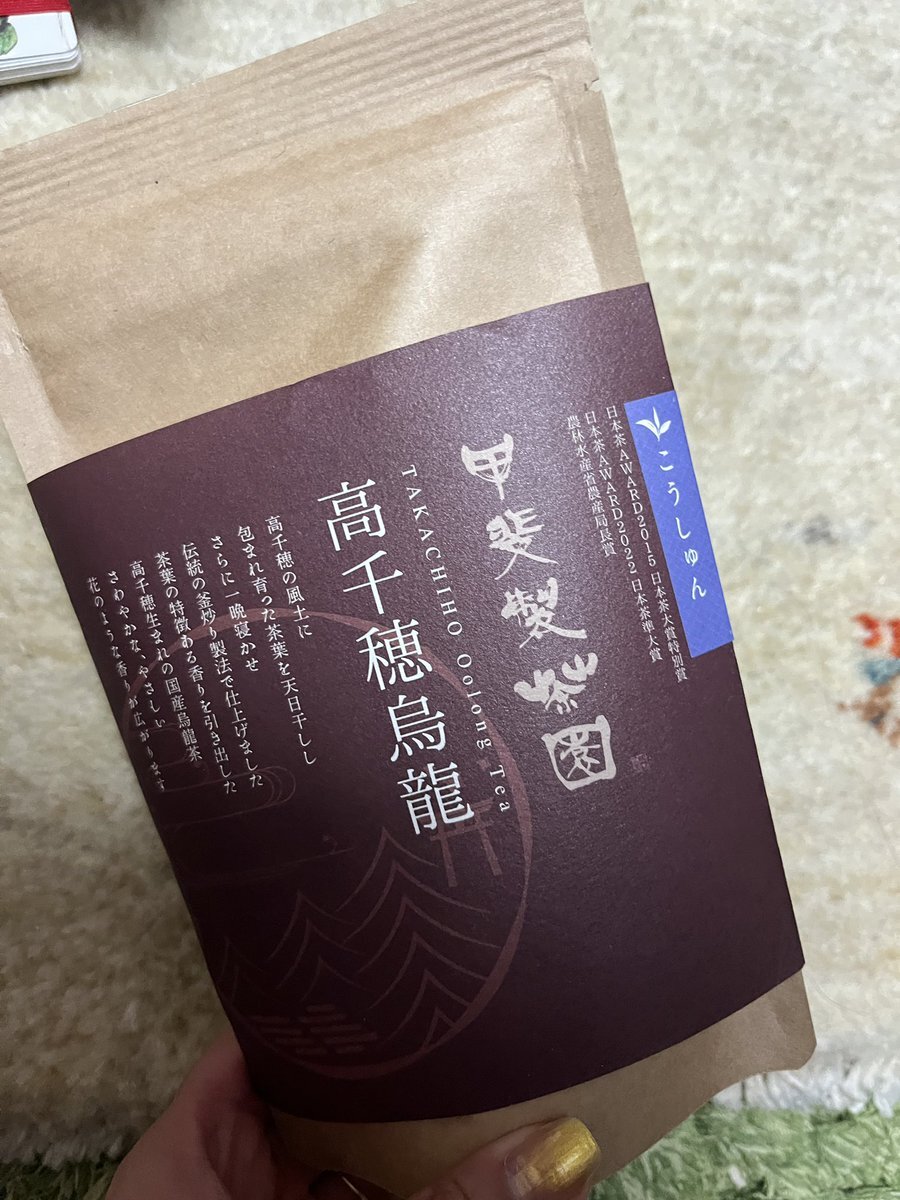 こうしゅん
日本茶AWARD2015 日本茶大賞特別賞
日本茶AWARD2022 日本茶準大賞
農林水産省農産局長賞
甲斐製茶園
TAKACHIHO Oolong Tea
高千穂烏龍
高千穂の風土に
包まれ育った茶葉を天日干しし
さらに一晩寝かせ
伝統の釜炒り製法で仕上げました
茶葉の特徴ある香りを引き出した
高千穂生まれの国産烏龍茶
さわやかな、やさしい
花のような香りが広がります